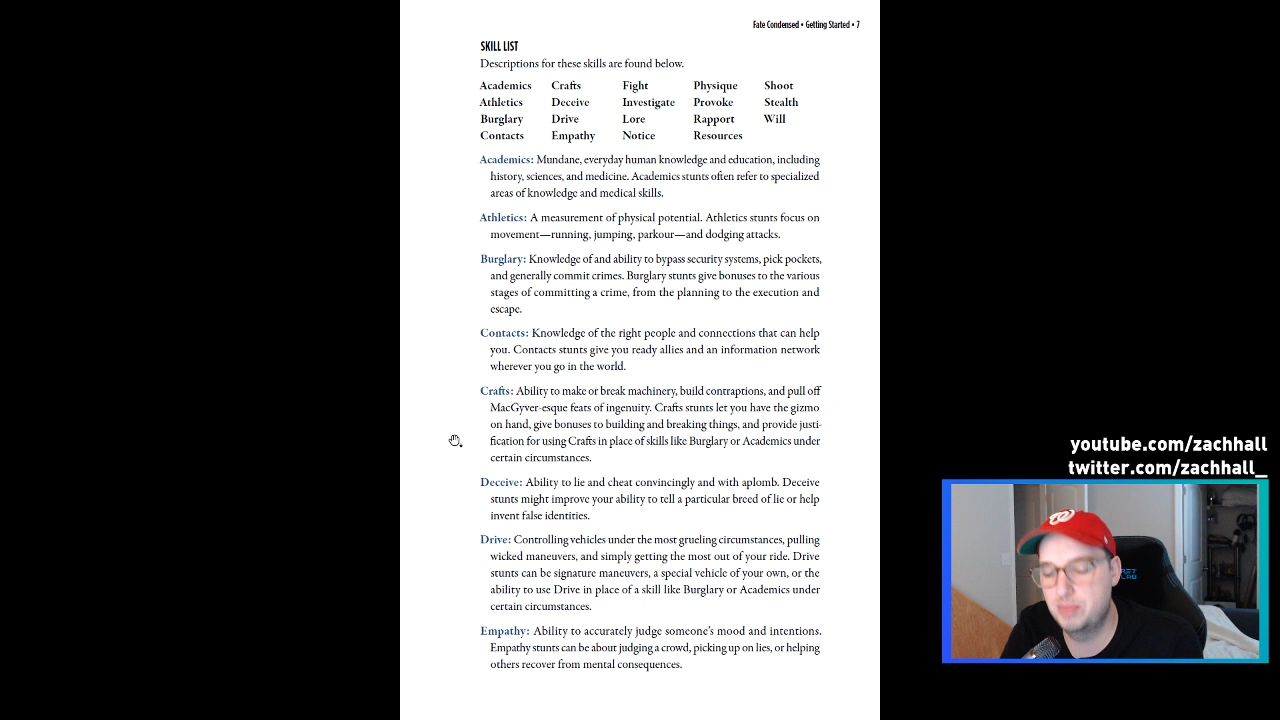 Fate Condensed • Getting Started • 7
SKILL LIST
Descriptions for these skills are found below.
Academics Crafts Fight Physique Shoot
Athletics Deceive Investigate Provoke Stealth
Burglary Drive Lore Rapport Will
Contacts Empathy Notice Resources
Academics: Mundane, everyday human knowledge and education, including
history, sciences, and medicine. Academics stunts often refer to specialized
areas of knowledge and medical skills.
Athletics: A measurement of physical potential. Athletics stunts focus on
movement—running, jumping, parkour—and dodging attacks.
Burglary: Knowledge of and ability to bypass security systems, pick pockets,
and generally commit crimes. Burglary stunts give bonuses to the various
stages of committing a crime, from the planning to the execution and
escape.
Contacts: Knowledge of the right people and connections that can help
you. Contacts stunts give you ready allies and an information network
wherever you go in the world.
Crafts: Ability to make or break machinery, build contraptions, and pull off
MacGyver-esque feats of ingenuity. Crafts stunts let you have the gizmo
on hand, give bonuses to building and breaking things, and provide justi-
fication for using Crafts in place of skills like Burglary or Academics under
certain circumstances.
Deceive: Ability to lie and cheat convincingly and with aplomb. Deceive
stunts might improve your ability to tell a particular breed of lie or help
invent false identities.
Drive: Controlling vehicles under the most grueling circumstances, pulling
wicked maneuvers, and simply getting the most out of your ride. Drive
stunts can be signature maneuvers, a special vehicle of your own, or the
ability to use Drive in place of a skill like Burglary or Academics under
certain circumstances.
Empathy: Ability to accurately judge someone's mood and intentions.
Empathy stunts can be about judging a crowd, picking up on lies, or helping
others recover from mental consequences.
youtube.com/zachhall
twitter.com/zachhall_
W